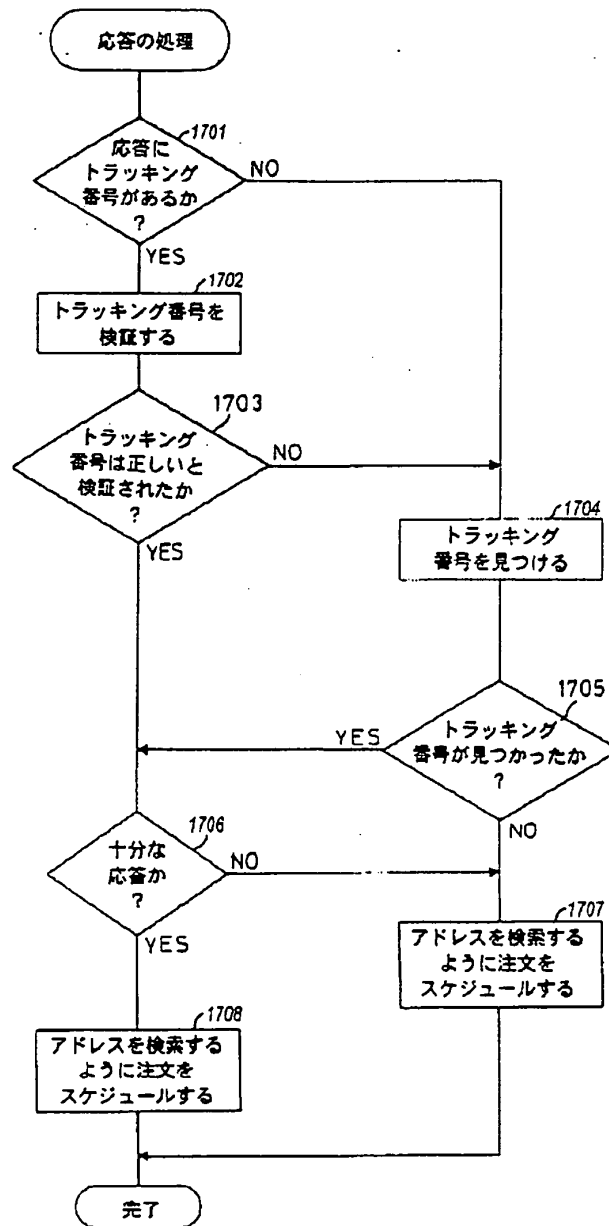 応答の処理
1701
応答に
トラッキング
番号があるか
?
NO
YES
1702
トラッキング番号を
検証する
1703
トラッキング
番号は正しいと
検証されたか
?
NO
YES
1704
トラッキング
番号を見つける
1705
トラッキング
番号が見つかったか
?
YES
NO
1706
十分な
応答か
?
NO
YES
1707
アドレスを検索する
ように注文を
スケジュールする
1708
アドレスを検索する
ように注文を
スケジュールする
完了